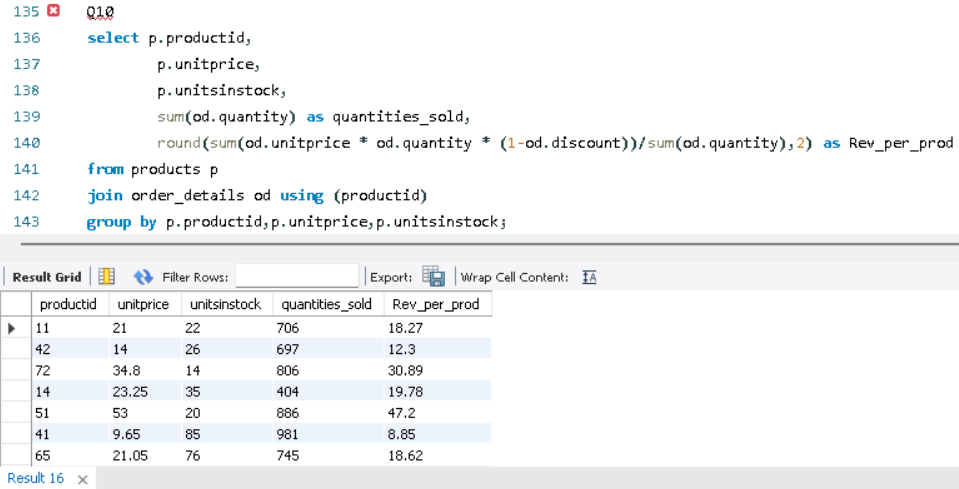 135 Q10
136 select p.productid,
137 p.unitprice,
138 p.unitsinstock,
139 sum(od.quantity) as quantities_sold,
140 round(sum(od.unitprice * od.quantity * (1-od.discount))/sum(od.quantity),2) as Rev_per_prod
141 from products p
142 join order_details od using (productid)
143 group by p.productid,p.unitprice,p.unitsinstock;
Result Grid Filter Rows: Export: Wrap Cell Content: IA
productid unitprice unitsinstock quantities_sold Rev_per_prod
11 21 22 706 18.27
42 14 26 697 12.3
72 34.8 14 806 30.89
14 23.25 35 404 19.78
51 53 20 886 47.2
41 9.65 85 981 8.85
65 21.05 76 745 18.62
Result 16 ×